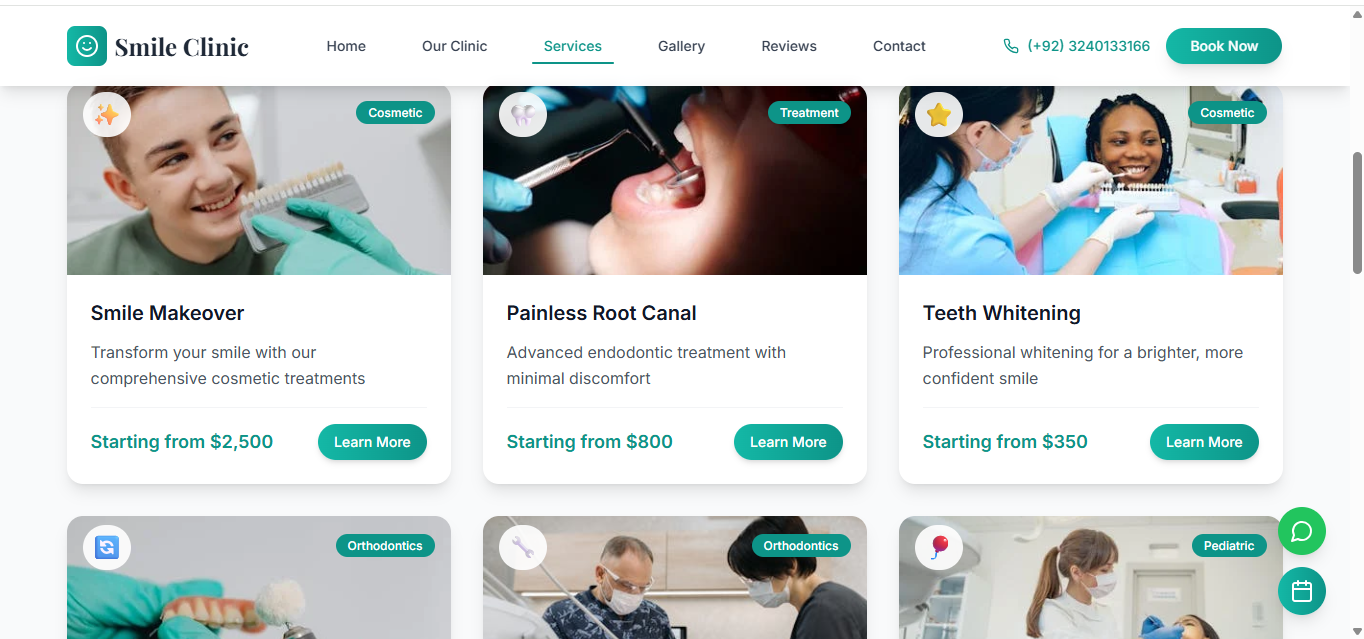 Smile Clinic
Home
Our Clinic
Services
Gallery
Reviews
Contact
(+92) 3240133166
Book Now
Cosmetic
Treatment
Cosmetic
Smile Makeover
Transform your smile with our
comprehensive cosmetic treatments
Starting from $2,500
Learn More
Painless Root Canal
Advanced endodontic treatment with
minimal discomfort
Starting from $800
Learn More
Teeth Whitening
Professional whitening for a brighter, more
confident smile
Starting from $350
Learn More
Orthodontics
Orthodontics
Pediatric